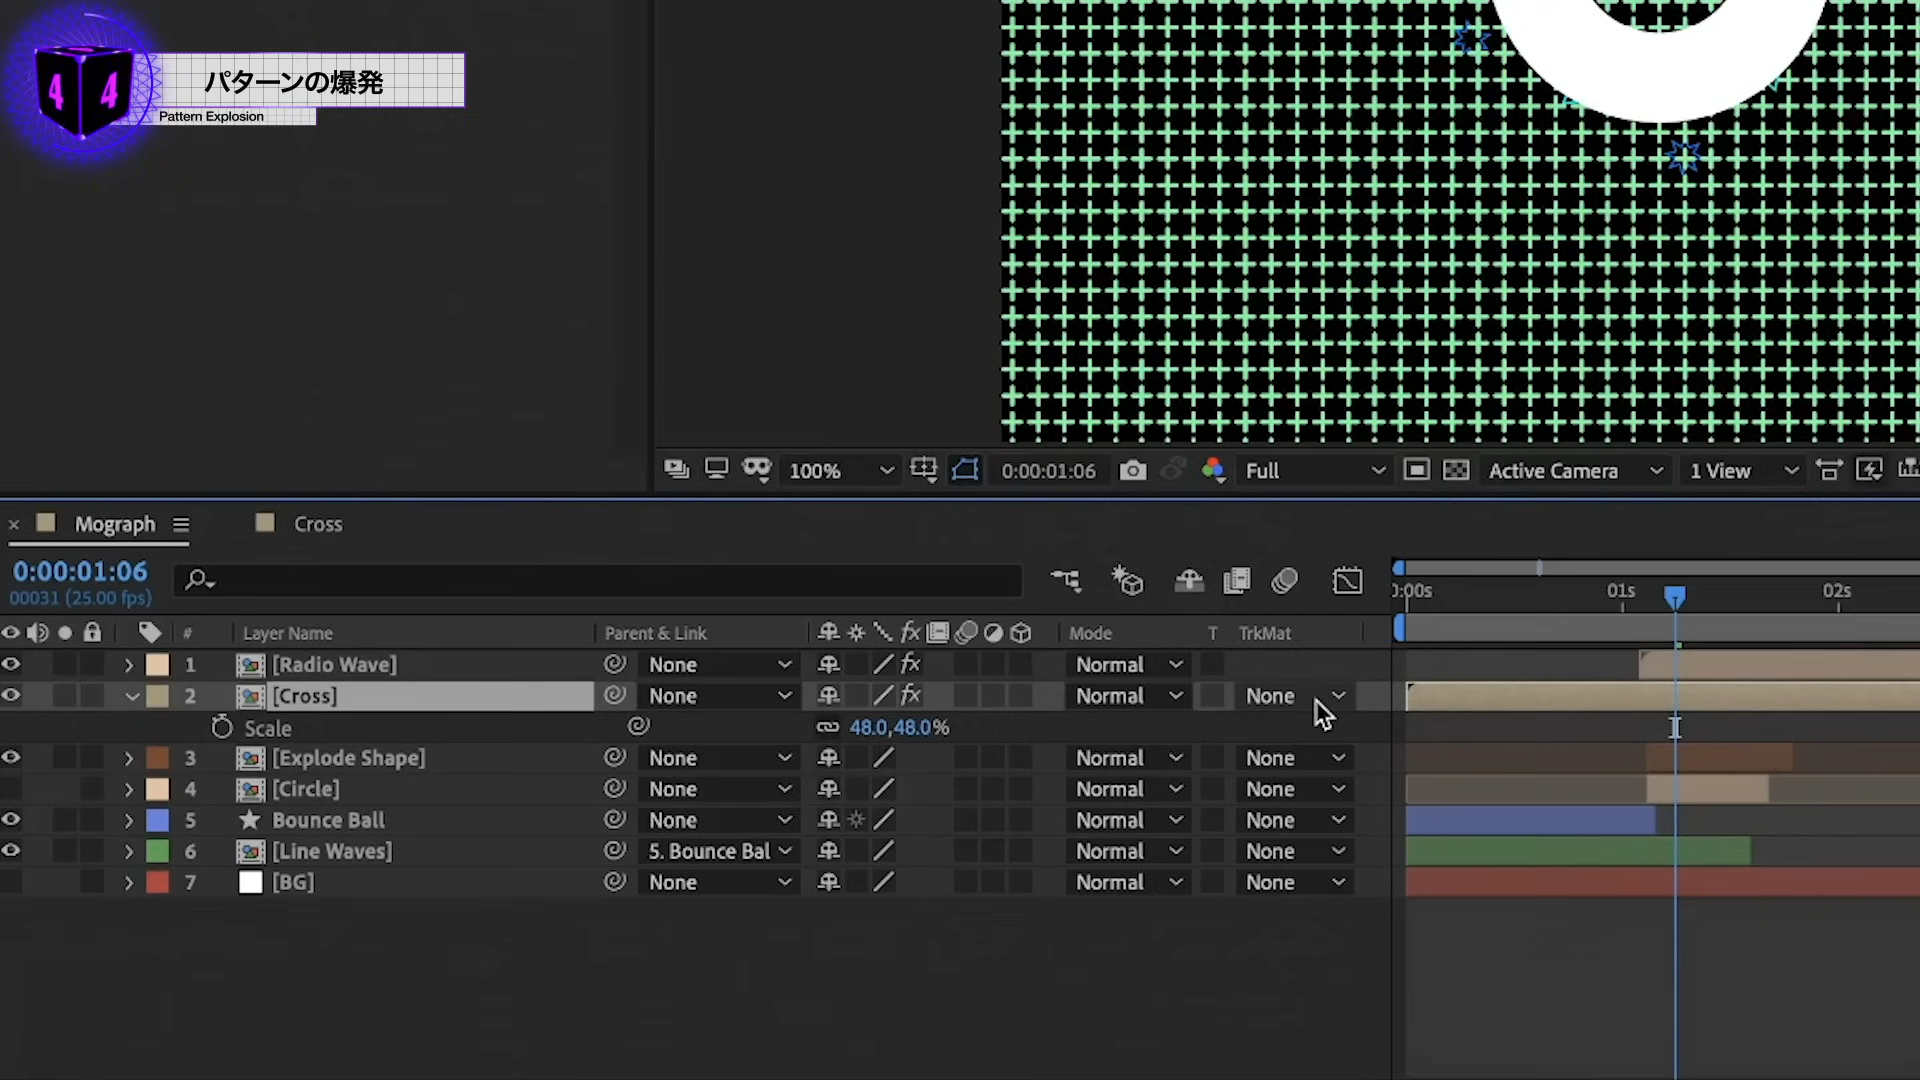 4 4
パターンの爆発
Pattern Explosion
100%
0:00:01:06
Full
Active Camera
1 View
× Mograph
Cross
0:00:01:06
00031 (25.00 fps)
:00s
01s
02s
# Layer Name Parent & Link fx Mode T TrkMat
1 [Radio Wave] None fx Normal
2 [Cross] None fx Normal None
Scale 48.0,48.0%
3 [Explode Shape] None Normal None
4 [Circle] None Normal None
5 Bounce Ball None Normal None
6 [Line Waves] 5. Bounce Bal Normal None
7 [BG] None Normal None